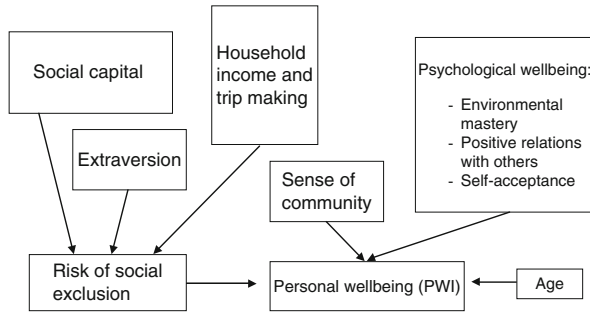 Social capital
Household
income and
trip making
Psychological wellbeing:
- Environmental
mastery
- Positive relations
with others
- Self-acceptance
Extraversion
Sense of
community
Risk of social
exclusion
Personal wellbeing (PWI)
Age